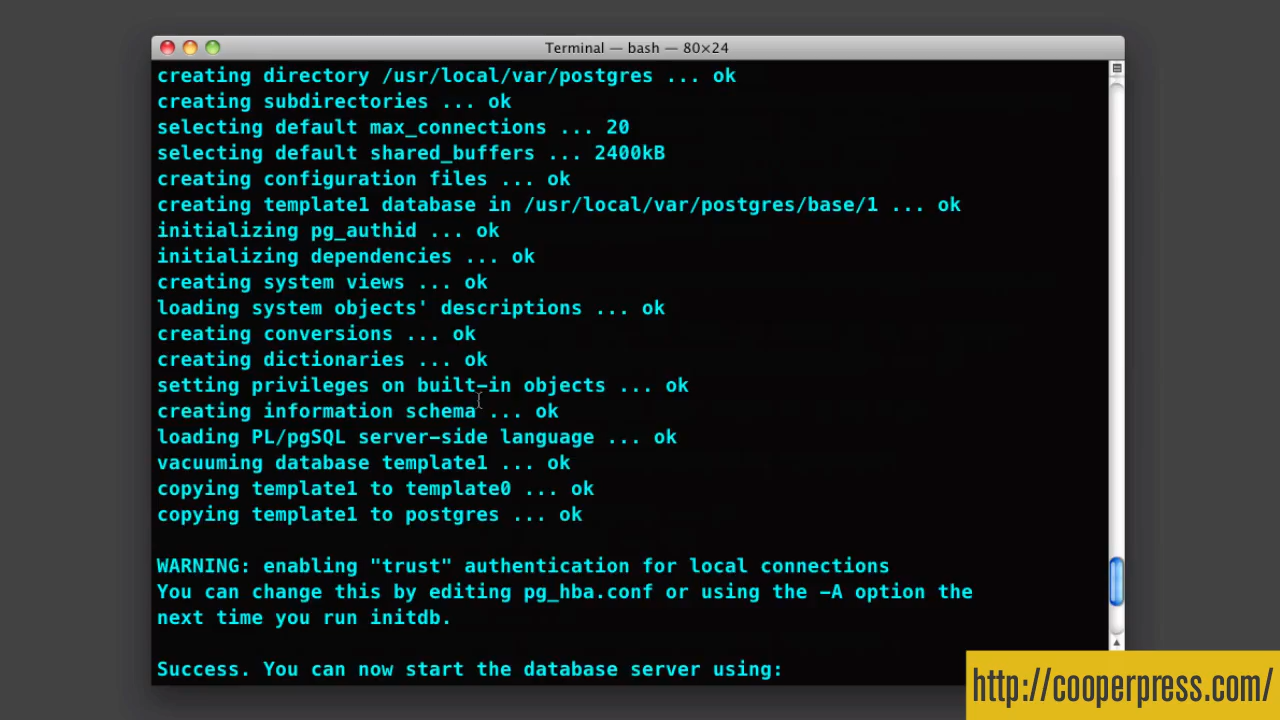 Terminal — bash — 80×24
creating directory /usr/local/var/postgres ... ok
creating subdirectories ... ok
selecting default max_connections ... 20
selecting default shared_buffers ... 2400kB
creating configuration files ... ok
creating template1 database in /usr/local/var/postgres/base/1 ... ok
initializing pg_authid ... ok
initializing dependencies ... ok
creating system views ... ok
loading system objects' descriptions ... ok
creating conversions ... ok
creating dictionaries ... ok
setting privileges on built-in objects ... ok
creating information schema ... ok
loading PL/pgSQL server-side language ... ok
vacuuming database template1 ... ok
copying template1 to template0 ... ok
copying template1 to postgres ... ok
WARNING: enabling "trust" authentication for local connections
You can change this by editing pg_hba.conf or using the -A option the
next time you run initdb.
Success. You can now start the database server using:
http://cooperpress.com/